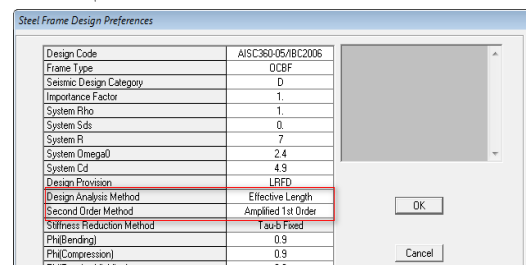 Steel Frame Design Preferences
Design Code AISC360-05/IBC2006
Frame Type OCBF
Seismic Design Category D
Importance Factor 1.
System Rho 1.
System Sds 0.
System R 7
System Omega0 2.4
System Cd 4.9
Design Provision LRFD
Design Analysis Method Effective Length
Second Order Method Amplified 1st Order
OK
Stiffness Reduction Method Tau-b Fixed
Phi(Bending) 0.9
Phi(Compression) 0.9
Cancel